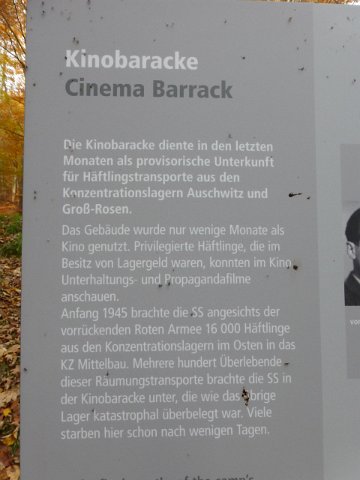 Kinobaracke
Cinema Barrack
Die Kinobaracke diente in den letzten
Monaten als provisorische Unterkunft
für Häftlingstransporte aus den
Konzentrationslagern Auschwitz und
Groß-Rosen.
Das Gebäude wurde nur wenige Monate als
Kino genutzt. Privilegierte Häftlinge, die im
Besitz von Lagergeld waren, konnten im Kino
Unterhaltungs- und Propagandafilme
anschauen.
Anfang 1945 brachte die SS angesichts der
vorrückenden Roten Armee 16 000 Häftlinge
aus den Konzentrationslagern im Osten in das
KZ Mittelbau. Mehrere hundert Überlebende
dieser Räumungstransporte brachte die SS in
der Kinobaracke unter, die wie das übrige
Lager katastrophal überbelegt war. Viele
starben hier schon nach wenigen Tagen.